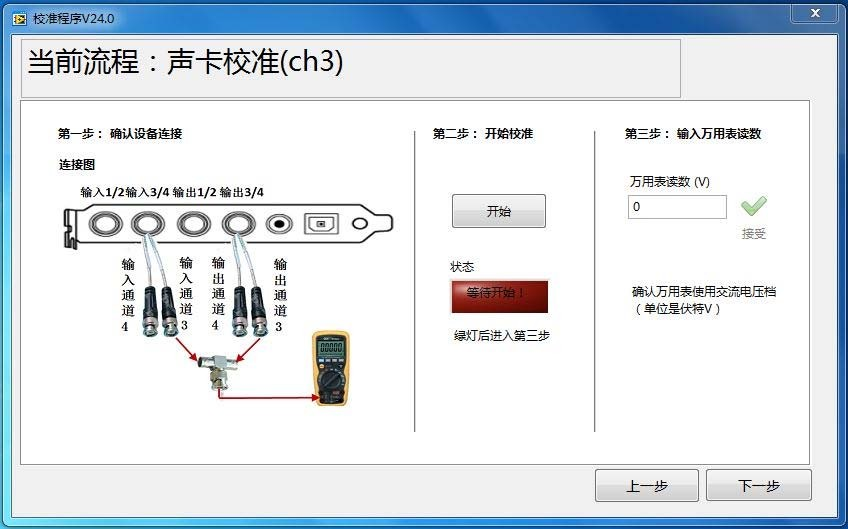 校准程序V24.0
当前流程：声卡校准(ch3)
第一步： 确认设备连接
连接图
输入1/2输入3/4 输出1/2 输出3/4
输入通道4
输入通道3
输出通道4
输出通道3
第二步： 开始校准
开始
状态
等待开始！
绿灯后进入第三步
第三步： 输入万用表读数
万用表读数 (V)
0
接受
确认万用表使用交流电压档
（单位是伏特V）
上一步
下一步